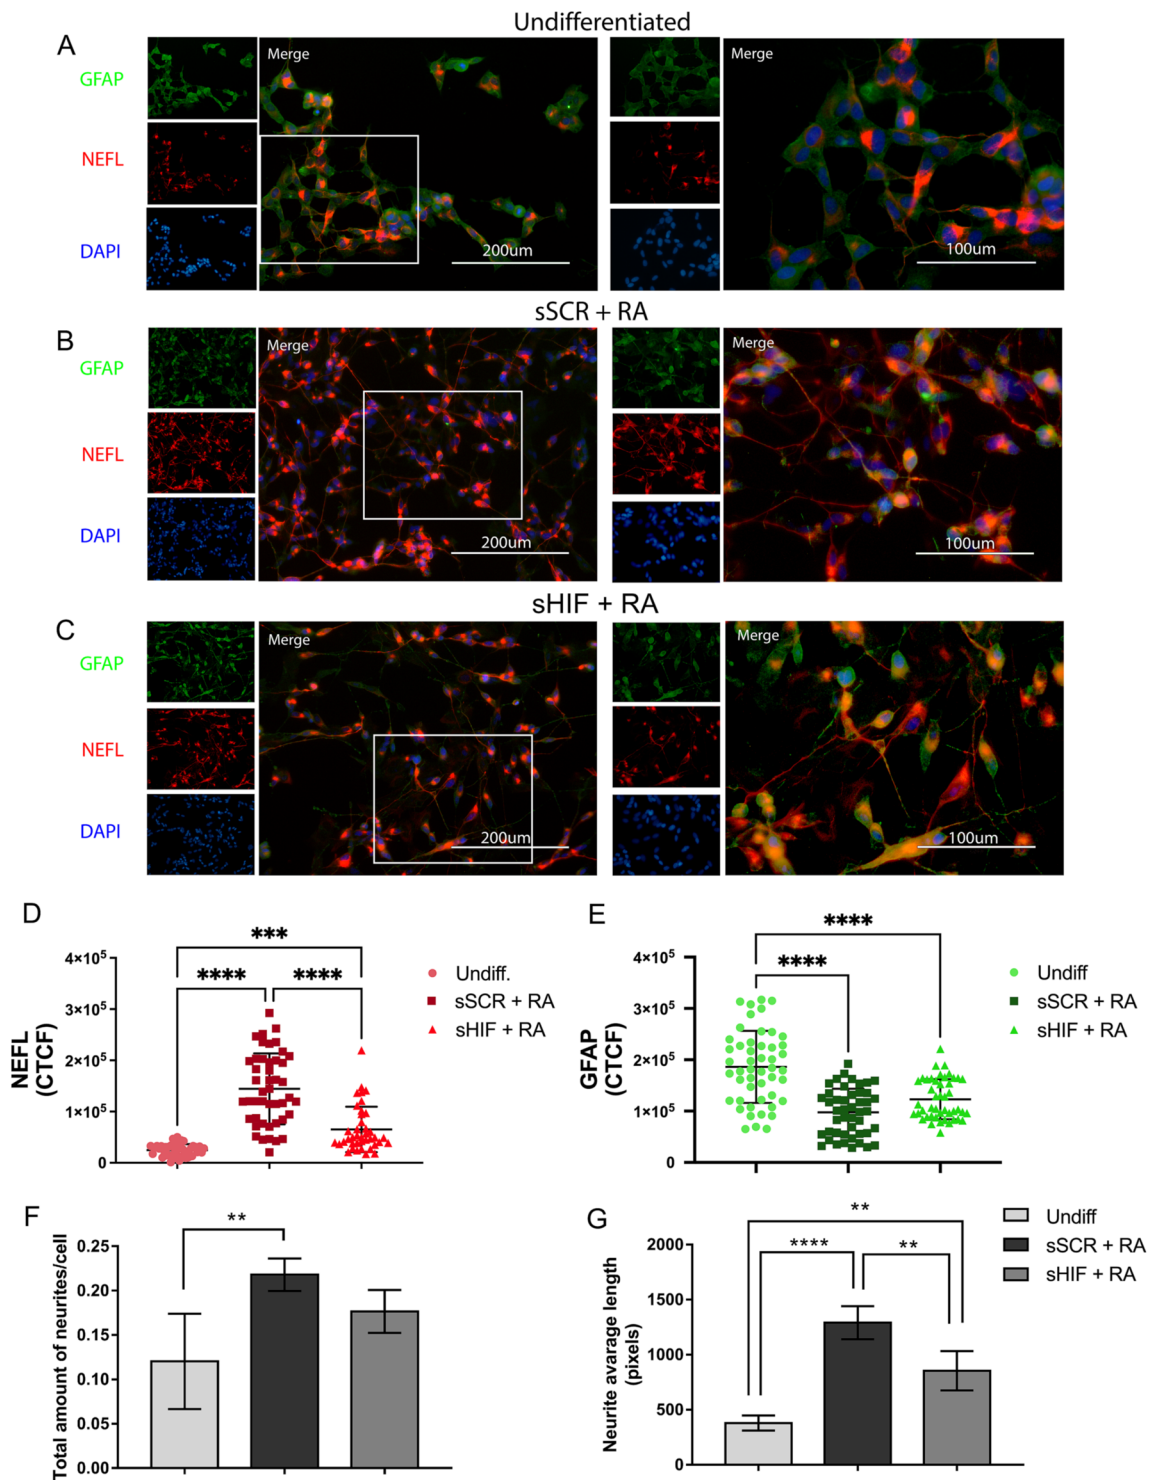 Undifferentiated
A
GFAP
NEFL
DAPI
Merge
200um
Merge
100um
sSCR + RA
B
GFAP
NEFL
DAPI
Merge
200um
Merge
100um
sHIF + RA
C
GFAP
NEFL
DAPI
Merge
200um
Merge
100um
D
NEFL
(CTCF)
4×10⁵
3×10⁵
2×10⁵
1×10⁵
0
***
****
****
Undiff.
sSCR + RA
sHIF + RA
E
GFAP
(CTCF)
4×10⁵
3×10⁵
2×10⁵
1×10⁵
0
****
****
Undiff
sSCR + RA
sHIF + RA
F
Total amount of neurites/cell
0.25
0.20
0.15
0.10
0.05
0.00
**
G
Neurite avarage length
(pixels)
2000
1500
1000
500
0
**
****
**
Undiff
sSCR + RA
sHIF + RA